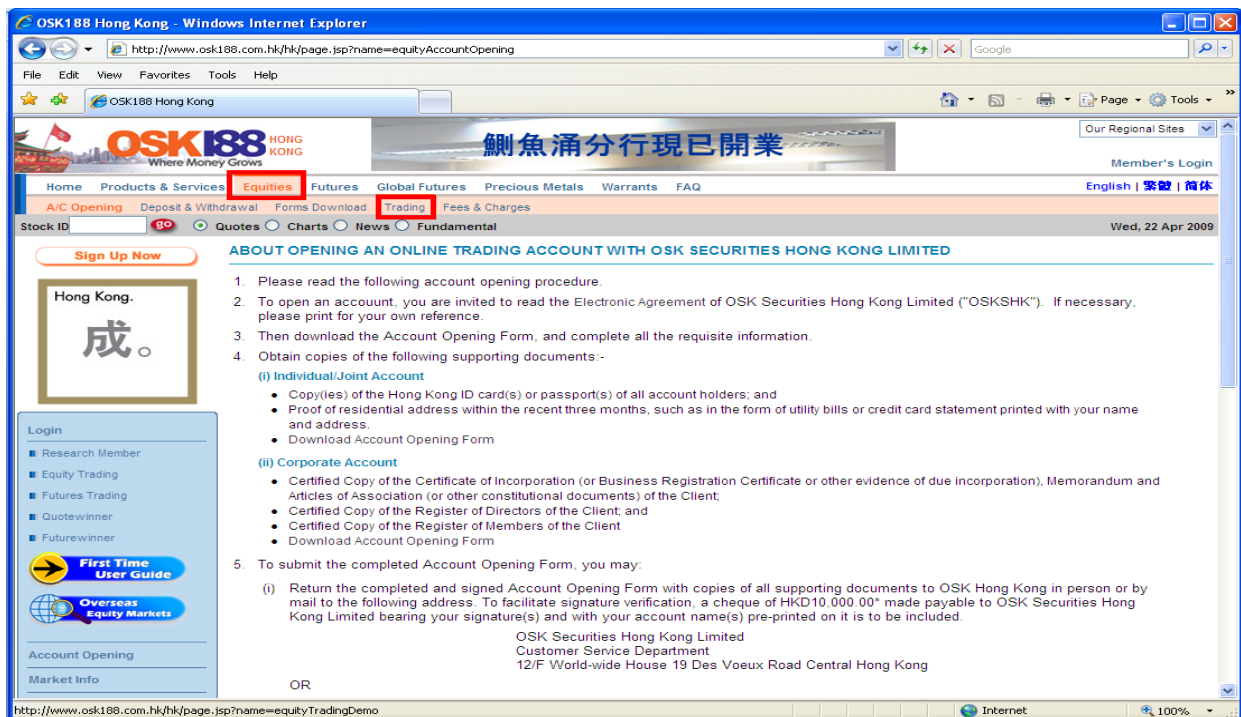 OSK188 Hong Kong - Windows Internet Explorer
http://www.osk188.com.hk/hk/page.jsp?name=equityAccountOpening
Google
File Edit View Favorites Tools Help
OSK188 Hong Kong
Page Tools
OSK188 HONG KONG
Where Money Grows
鰂魚涌分行現已開業
Our Regional Sites
Member's Login
Home Products & Services Equities Futures Global Futures Precious Metals Warrants FAQ
English | 繁體 | 简体
A/C Opening Deposit & Withdrawal Forms Download Trading Fees & Charges
Stock ID go Quotes Charts News Fundamental
Wed, 22 Apr 2009
Sign Up Now
Hong Kong.
成。
Login
Research Member
Equity Trading
Futures Trading
Quotewinner
Futurewinner
First Time
User Guide
Overseas
Equity Markets
Account Opening
Market Info
ABOUT OPENING AN ONLINE TRADING ACCOUNT WITH OSK SECURITIES HONG KONG LIMITED
1. Please read the following account opening procedure.
2. To open an accouunt, you are invited to read the Electronic Agreement of OSK Securities Hong Kong Limited ("OSKSHK"). If necessary,
please print for your own reference.
3. Then download the Account Opening Form, and complete all the requisite information.
4. Obtain copies of the following supporting documents:-
(i) Individual/Joint Account
• Copy(ies) of the Hong Kong ID card(s) or passport(s) of all account holders; and
• Proof of residential address within the recent three months, such as in the form of utility bills or credit card statement printed with your name
and address.
• Download Account Opening Form
(ii) Corporate Account
• Certified Copy of the Certificate of Incorporation (or Business Registration Certificate or other evidence of due incorporation), Memorandum and
Articles of Association (or other constitutional documents) of the Client;
• Certified Copy of the Register of Directors of the Client; and
• Certified Copy of the Register of Members of the Client
• Download Account Opening Form
5. To submit the completed Account Opening Form, you may:
(i) Return the completed and signed Account Opening Form with copies of all supporting documents to OSK Hong Kong in person or by
mail to the following address. To facilitate signature verification, a cheque of HKD10,000.00* made payable to OSK Securities Hong
Kong Limited bearing your signature(s) and with your account name(s) pre-printed on it is to be included.
OSK Securities Hong Kong Limited
Customer Service Department
12/F World-wide House 19 Des Voeux Road Central Hong Kong
OR
http://www.osk188.com.hk/hk/page.jsp?name=equityTradingDemo
Internet
100%